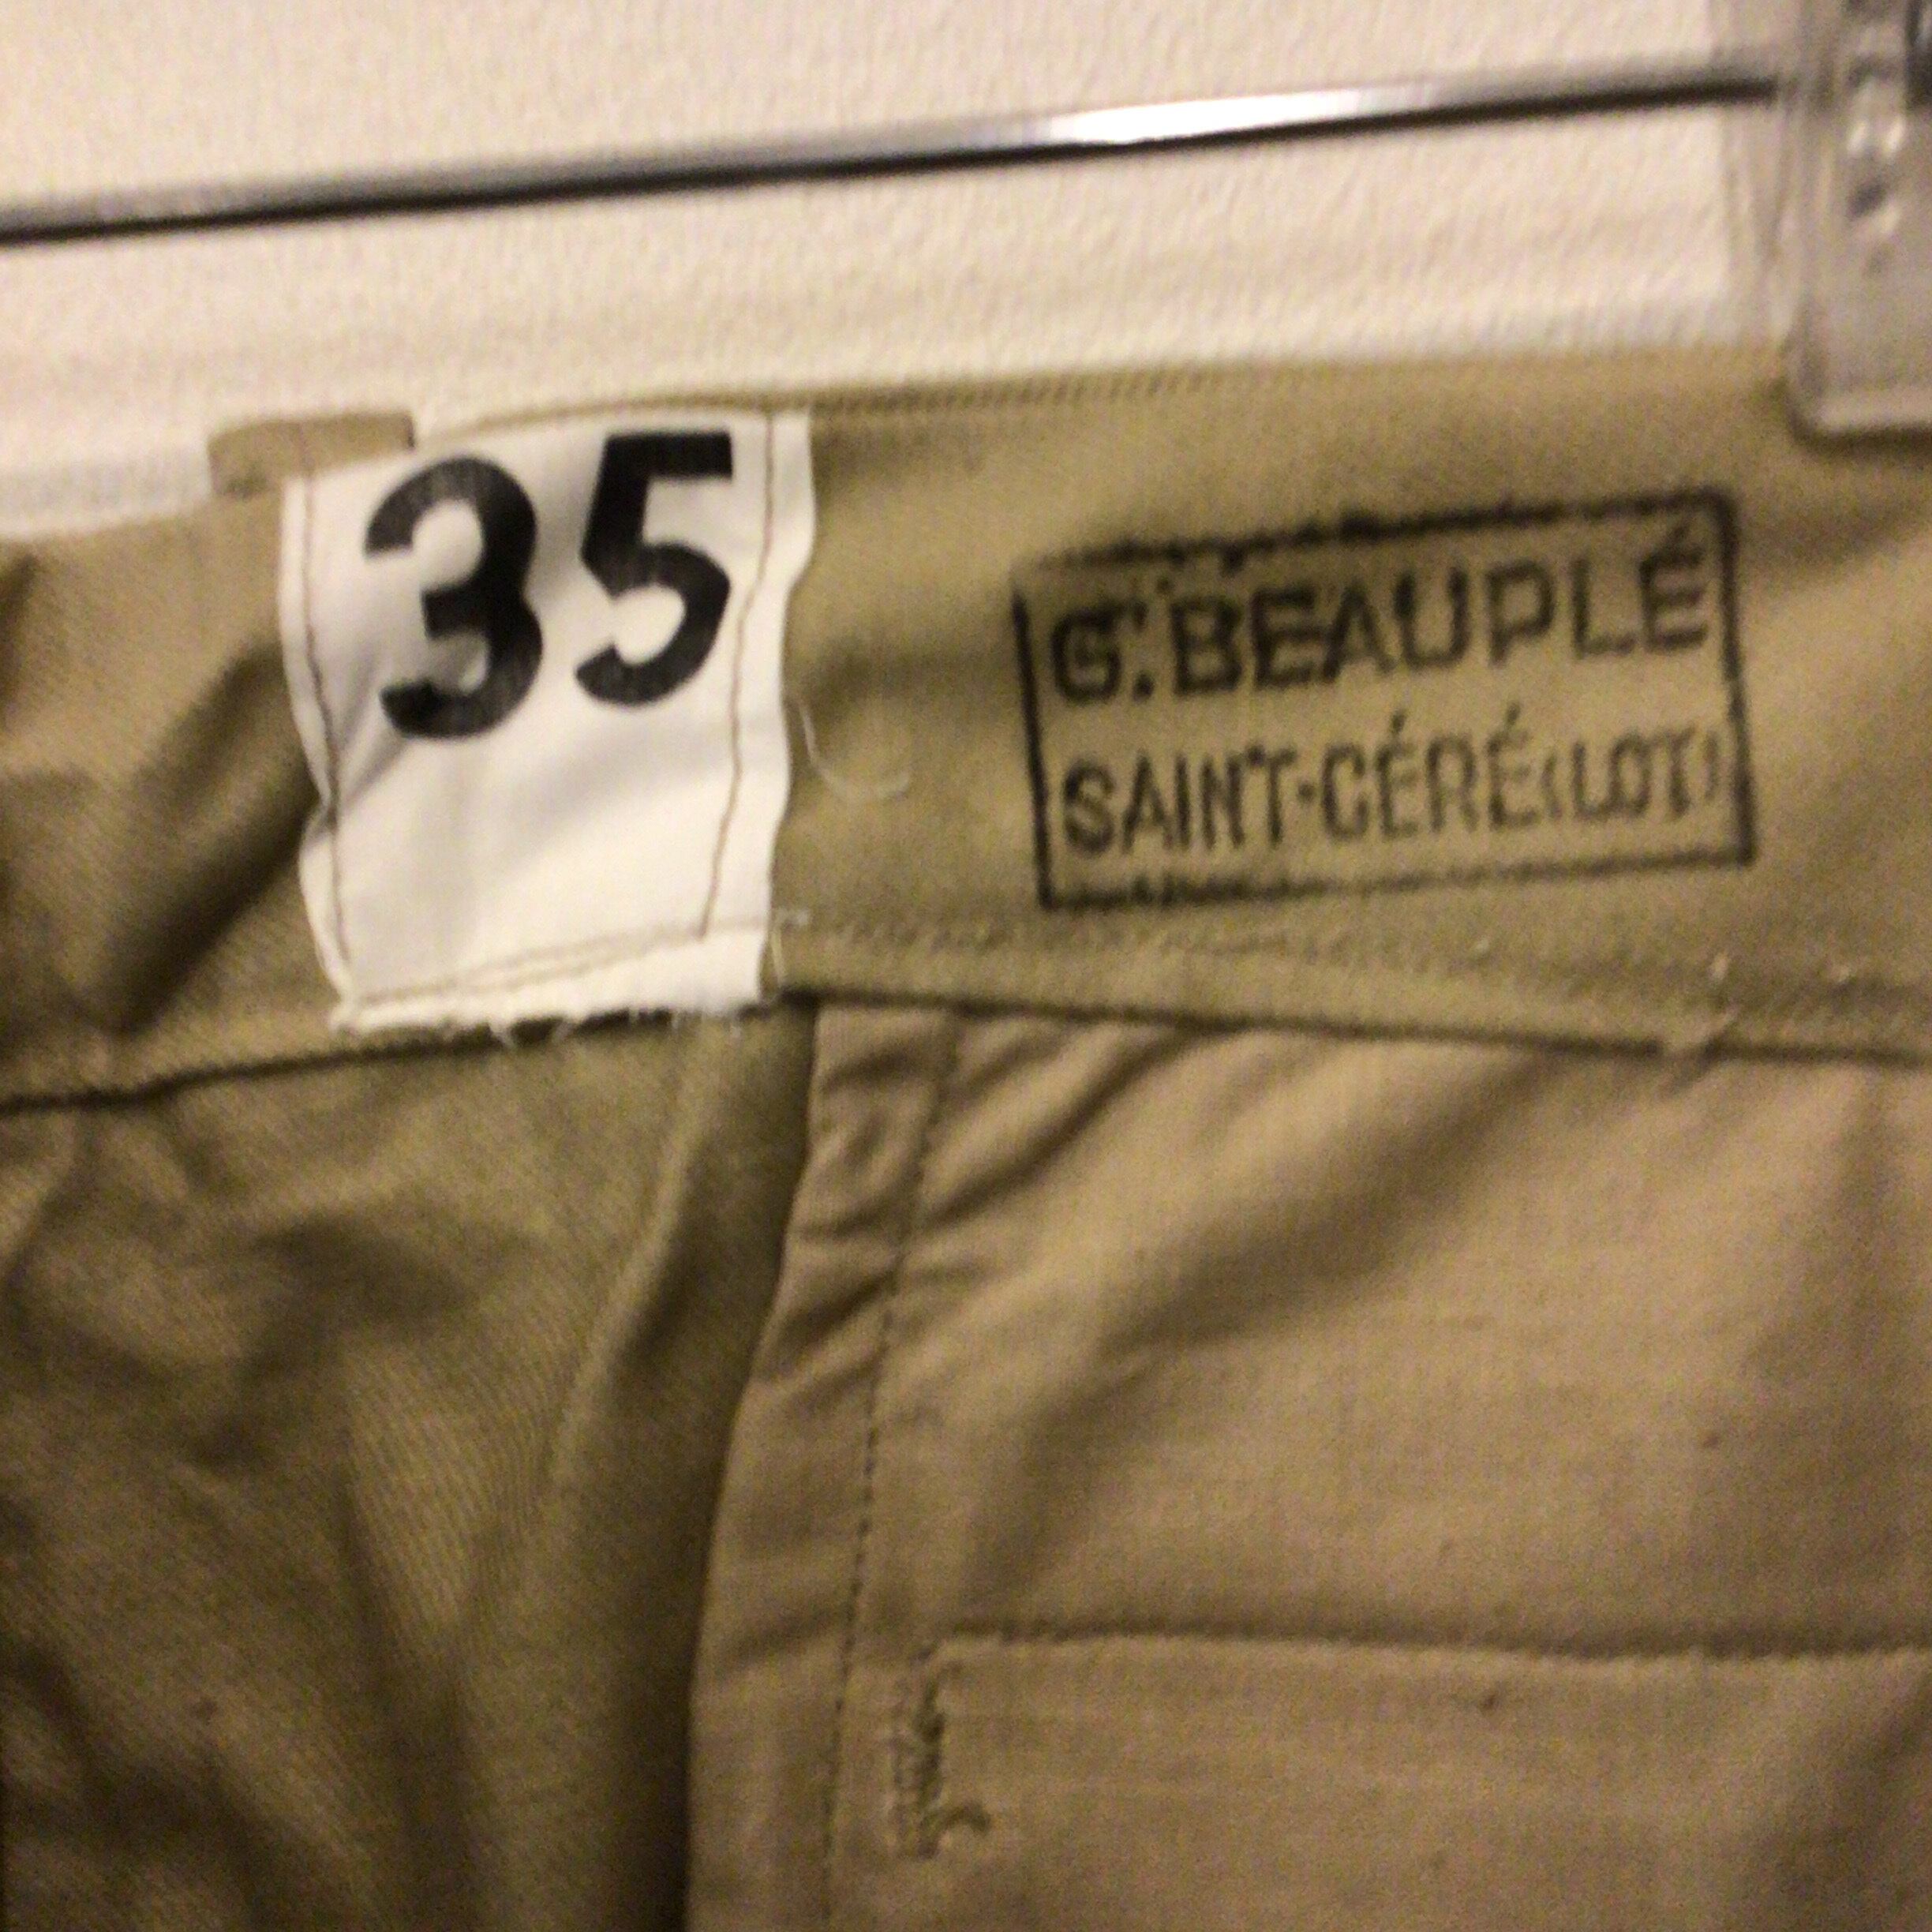 35
G. BEAUPLÉ
SAINT-CÉRÉ (LOT)